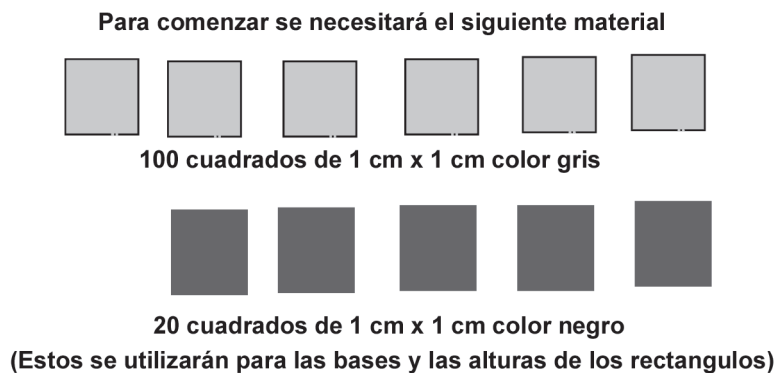 Para comenzar se necesitará el siguiente material
100 cuadrados de 1 cm x 1 cm color gris
20 cuadrados de 1 cm x 1 cm color negro
(Estos se utilizarán para las bases y las alturas de los rectangulos)